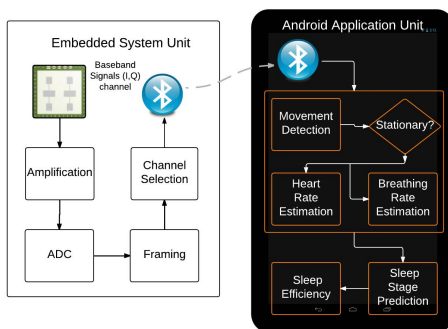 Embedded System Unit
Baseband
Signals (I,Q)
channel
Amplification
ADC
Framing
Channel
Selection
Android Application Unit
Movement
Detection
Stationary?
Heart
Rate
Estimation
Breathing
Rate
Estimation
Sleep
Efficiency
Sleep
Stage
Prediction